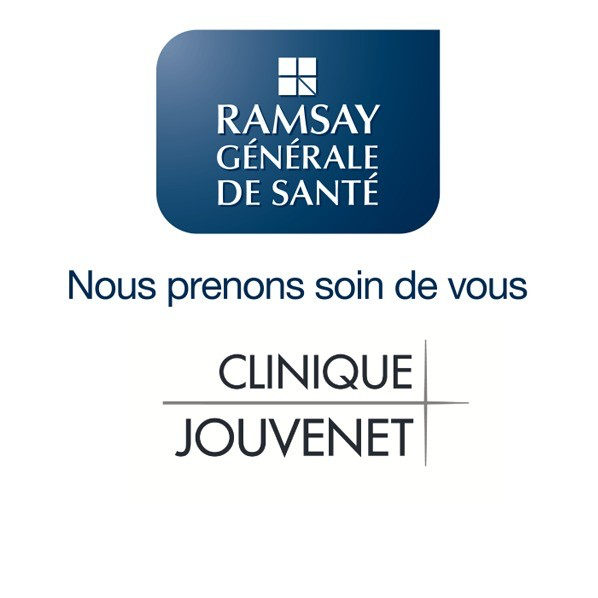 RAMSAY
GÉNÉRALE
DE SANTÉ
Nous prenons soin de vous
CLINIQUE
JOUVENET